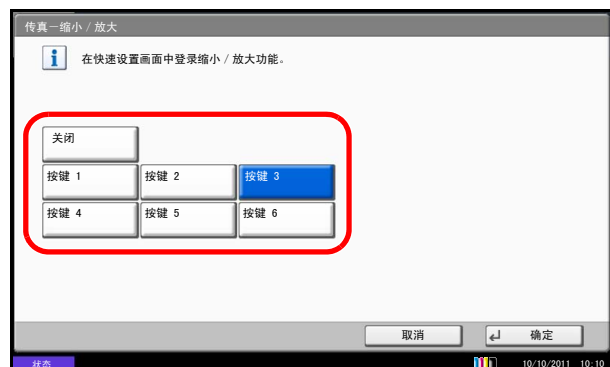 传真－缩小 / 放大
在快速设置画面中登录缩小 / 放大功能。
关闭
按键 1 按键 2 按键 3
按键 4 按键 5 按键 6
取消 确定
状态 10/10/2011 10:10